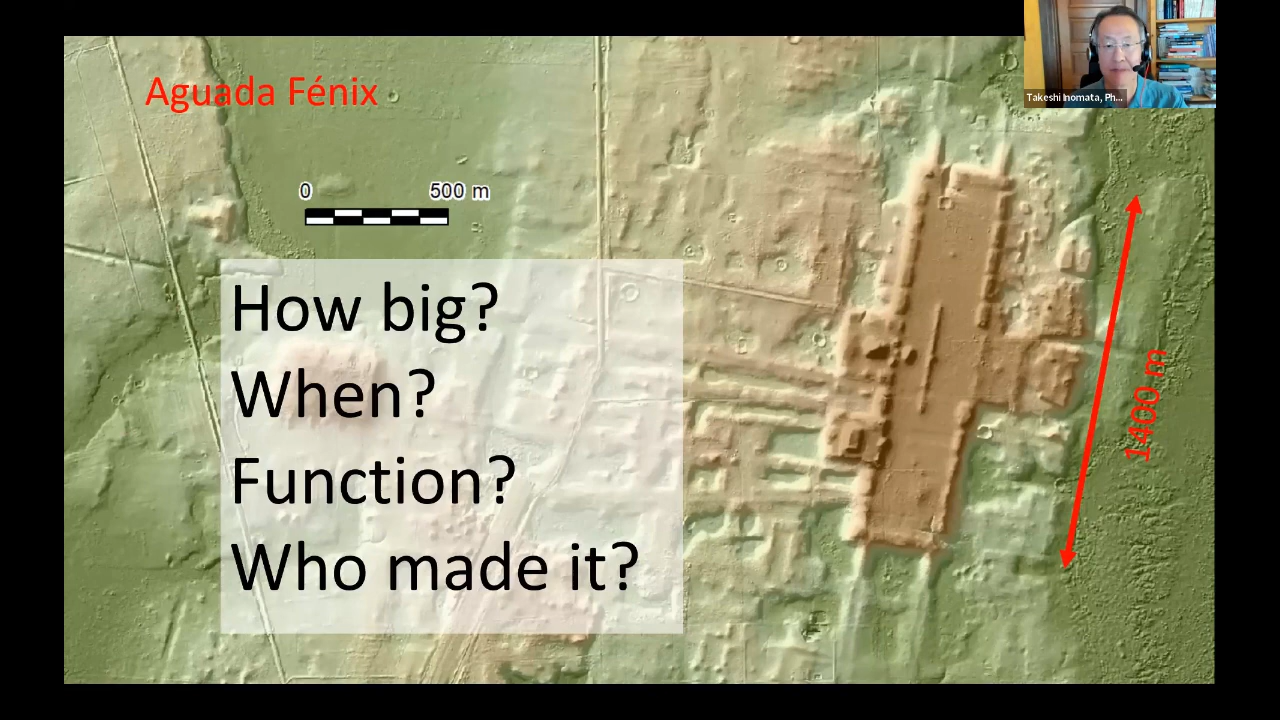 Aguada Fénix
Takeshi Inomata, Ph...
0 500 m
How big?
When?
Function?
Who made it?
1400 m